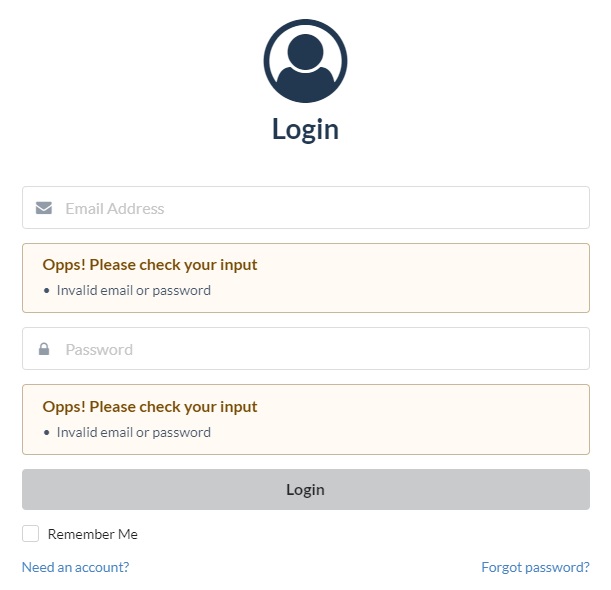 Login
Email Address
Opps! Please check your input
• Invalid email or password
Password
Opps! Please check your input
• Invalid email or password
Login
Remember Me
Need an account? Forgot password?